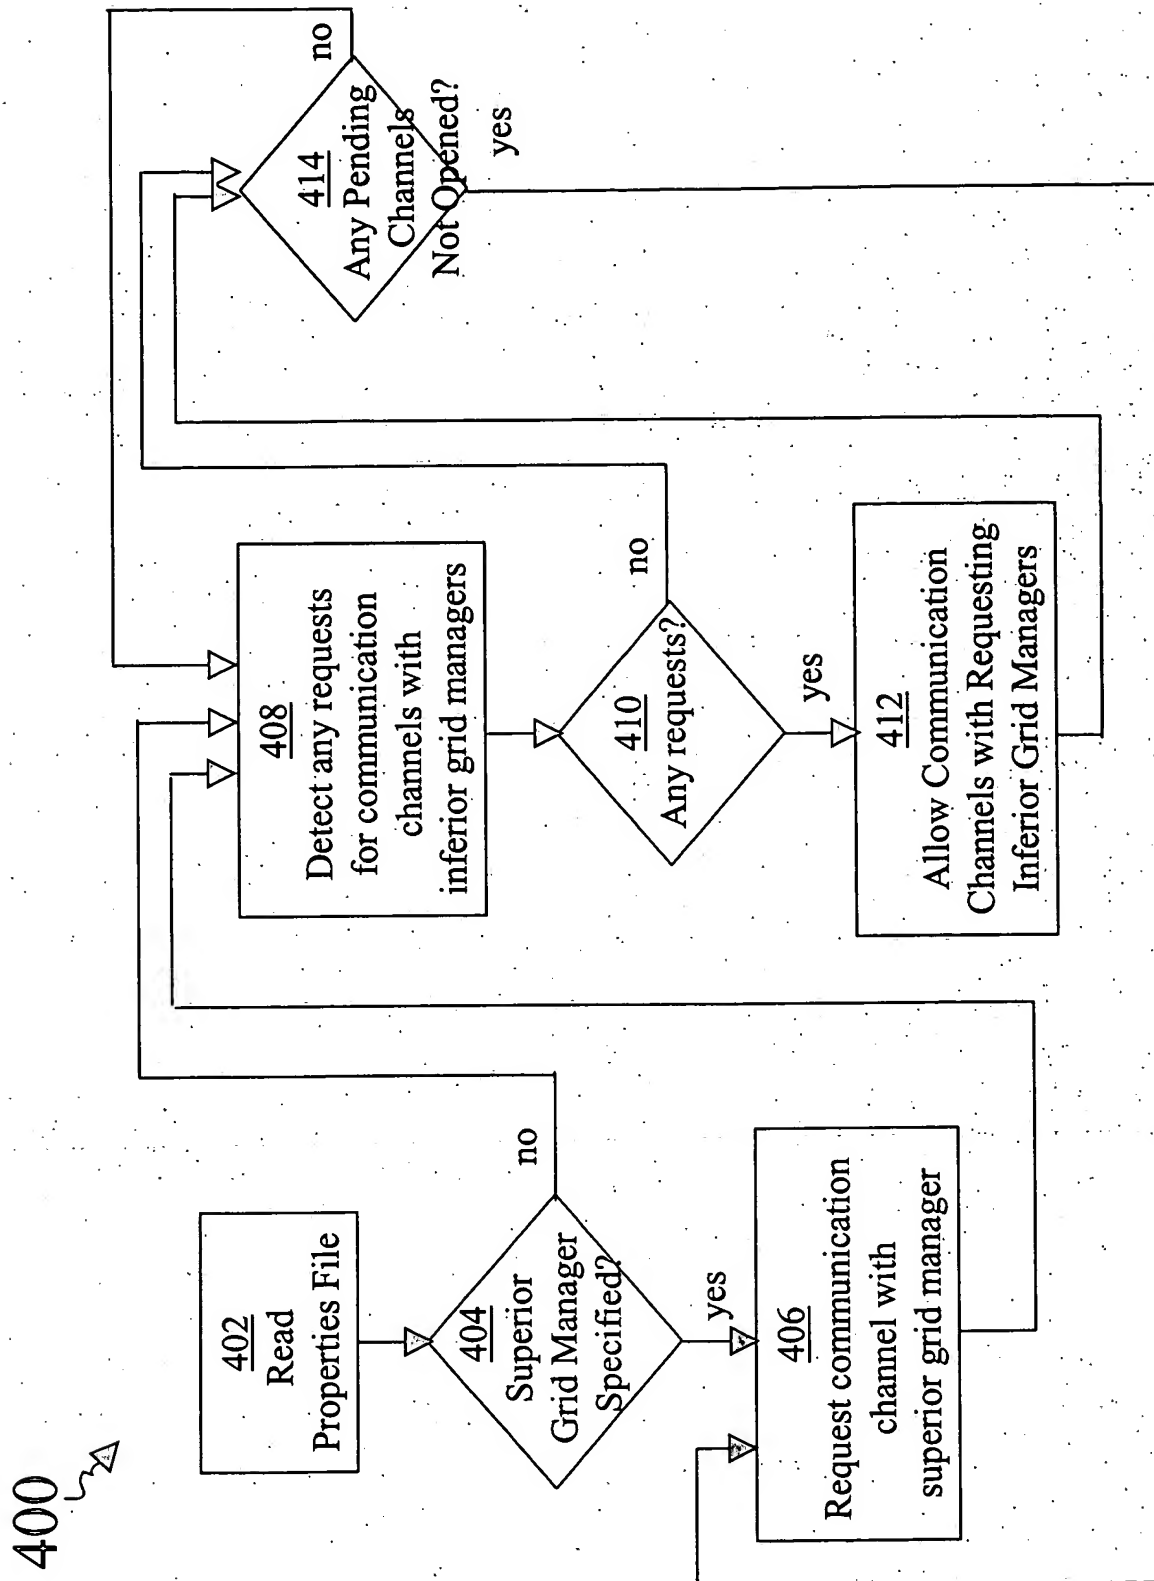 400
402
Read
Properties File
404
Superior
Grid Manager
Specified?
no
yes
406
Request communication
channel with
superior grid manager
408
Detect any requests
for communication
channels with
inferior grid managers
410
Any requests?
no
yes
412
Allow Communication
Channels with Requesting
Inferior Grid Managers
414
Any Pending
Channels
Not Opened?
no
yes